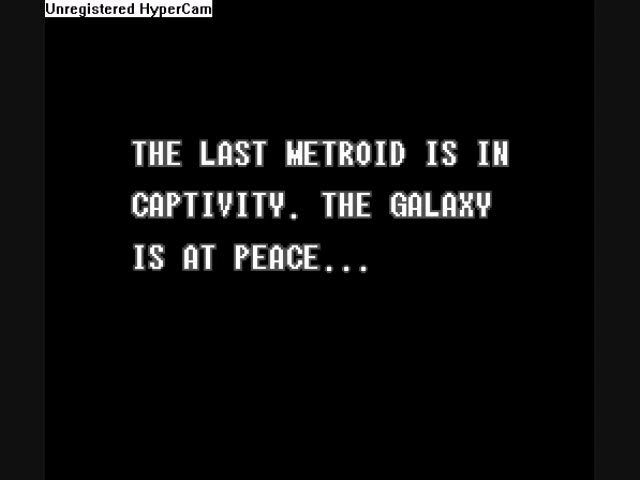 Unregistered HyperCam
THE LAST METROID IS IN
CAPTIVITY. THE GALAXY
IS AT PEACE...